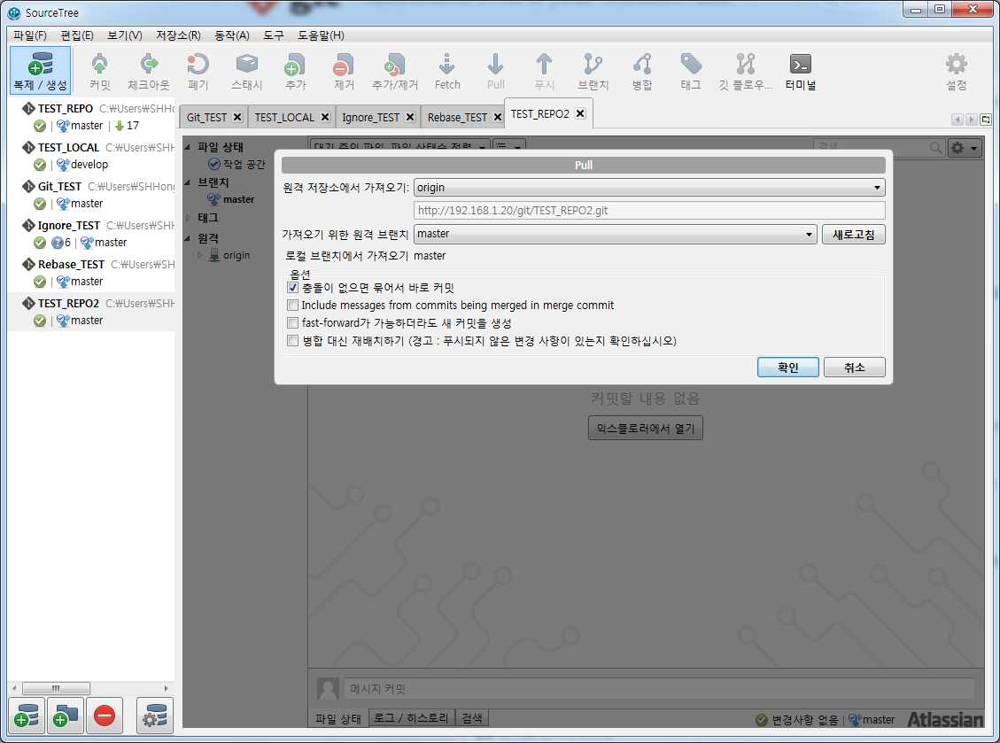 SourceTree
파일(F) 편집(E) 보기(V) 저장소(R) 동작(A) 도구 도움말(H)
복제 / 생성 커밋 체크아웃 폐기 스태시 추가 제거 추가/제거 Fetch Pull 푸시 브랜치 병합 태그 깃 플로우... 터미널 설정
TEST_REPO C:₩Users₩SHHo
master 17
TEST_LOCAL C:₩Users₩SH
develop
Git_TEST C:₩Users₩SHHong
master
Ignore_TEST C:₩Users₩SHH
6 master
Rebase_TEST C:₩Users₩SH
master
TEST_REPO2 C:₩Users₩SHH
master
Git_TEST TEST_LOCAL Ignore_TEST Rebase_TEST TEST_REPO2
파일 상태
작업 공간
브랜치
master
태그
원격
origin
대기 중인 파일, 파일 상태순 정렬
검색
Pull
원격 저장소에서 가져오기: origin
http://192.168.1.20/git/TEST_REPO2.git
가져오기 위한 원격 브랜치 master 새로고침
로컬 브랜치에서 가져오기 master
옵션
충돌이 없으면 묶어서 바로 커밋
Include messages from commits being merged in merge commit
fast-forward가 가능하더라도 새 커밋을 생성
병합 대신 재배치하기 (경고 : 푸시되지 않은 변경 사항이 있는지 확인하십시오)
확인 취소
커밋할 내용 없음
익스플로러에서 열기
메시지 커밋
파일 상태 로그 / 히스토리 검색
변경사항 없음 master Atlassian